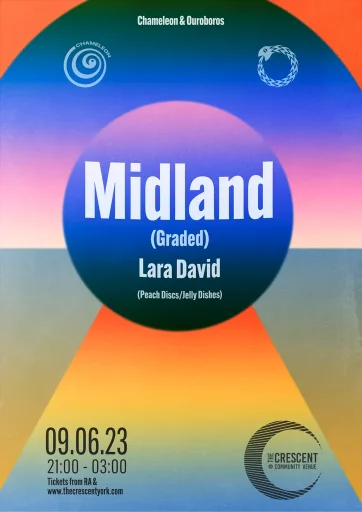 Chameleon & Ouroboros
CHAMELEON
Midland
(Graded)
Lara David
(Peach Discs/Jelly Dishes)
09.06.23
21:00 - 03:00
Tickets from RA &
www.thecrescentyork.com
THE CRESCENT
COMMUNITY VENUE